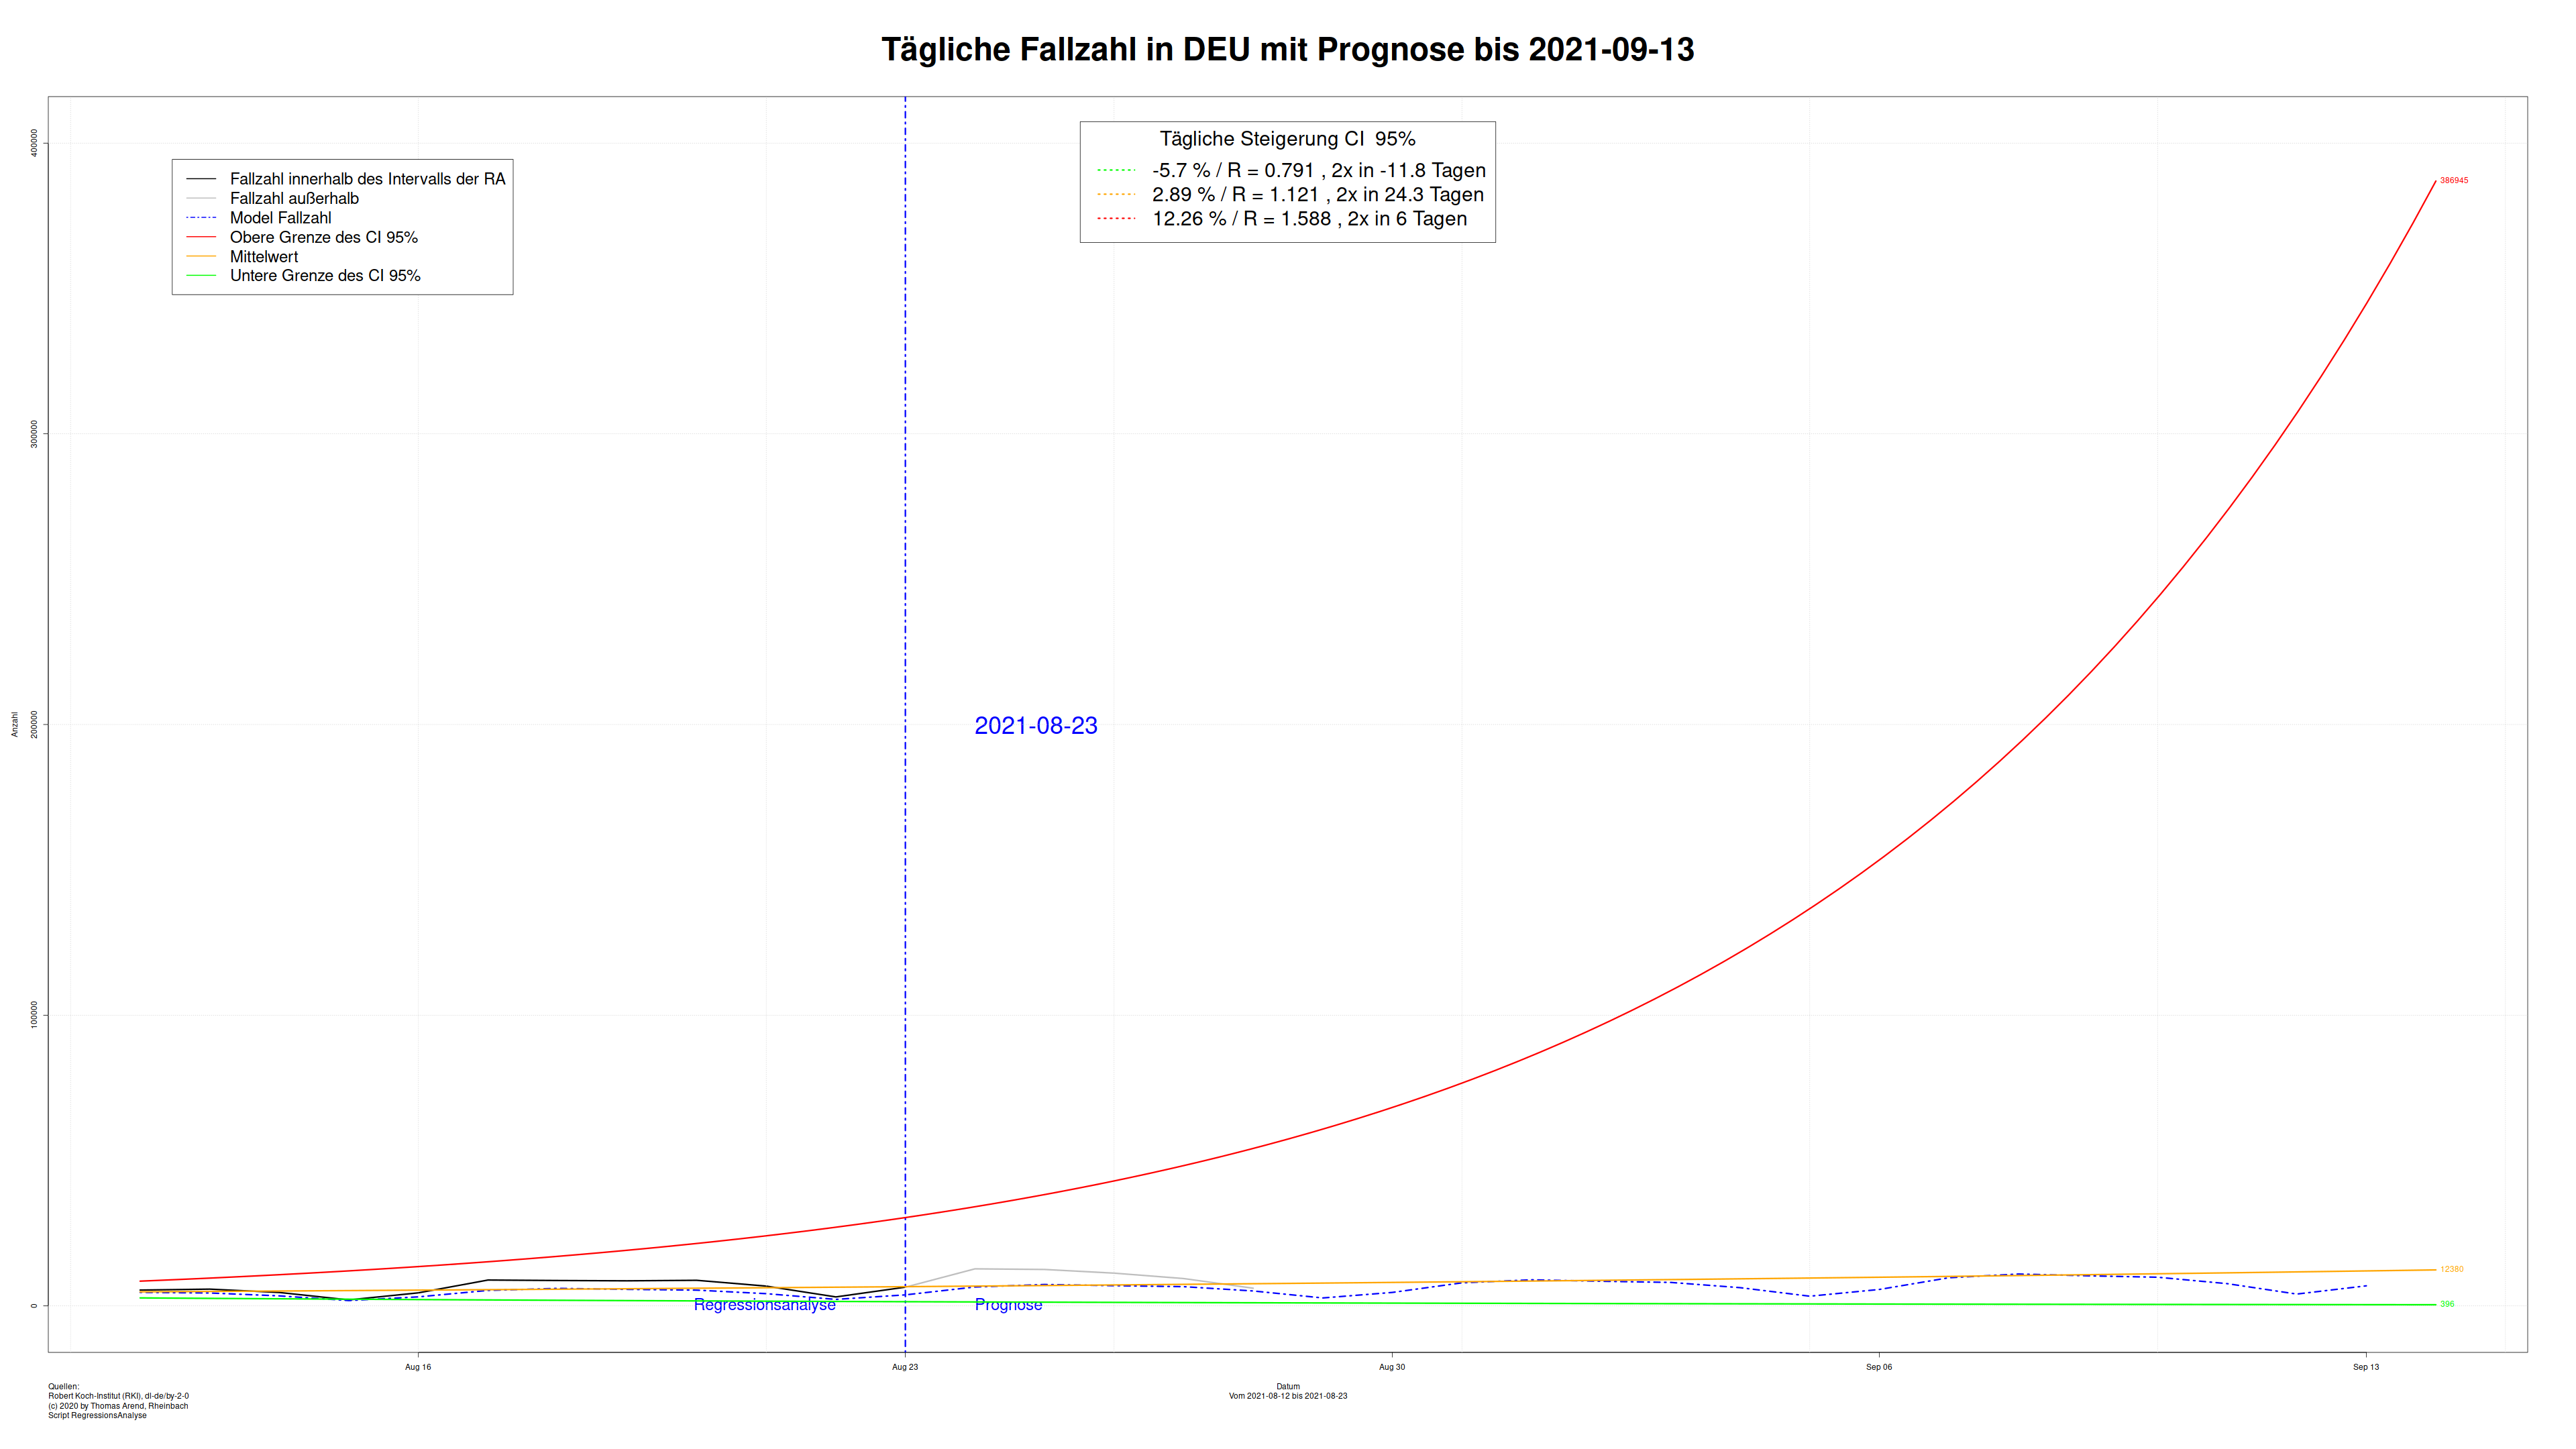 Tägliche Fallzahl in DEU mit Prognose bis 2021-09-13
Fallzahl innerhalb des Intervalls der RA
Fallzahl außerhalb
Model Fallzahl
Obere Grenze des CI 95%
Mittelwert
Untere Grenze des CI 95%
Tägliche Steigerung CI 95%
-5.7 % / R = 0.791 , 2x in -11.8 Tagen
2.89 % / R = 1.121 , 2x in 24.3 Tagen
12.26 % / R = 1.588 , 2x in 6 Tagen
386945
400000
300000
200000
100000
0
Anzahl
2021-08-23
12380
396
Regressionsanalyse
Prognose
Aug 16
Aug 23
Aug 30
Sep 06
Sep 13
Datum
Vom 2021-08-12 bis 2021-08-23
Quellen:
Robert Koch-Institut (RKI), dl-de/by-2-0
(c) 2020 by Thomas Arend, Rheinbach
Script RegressionsAnalyse